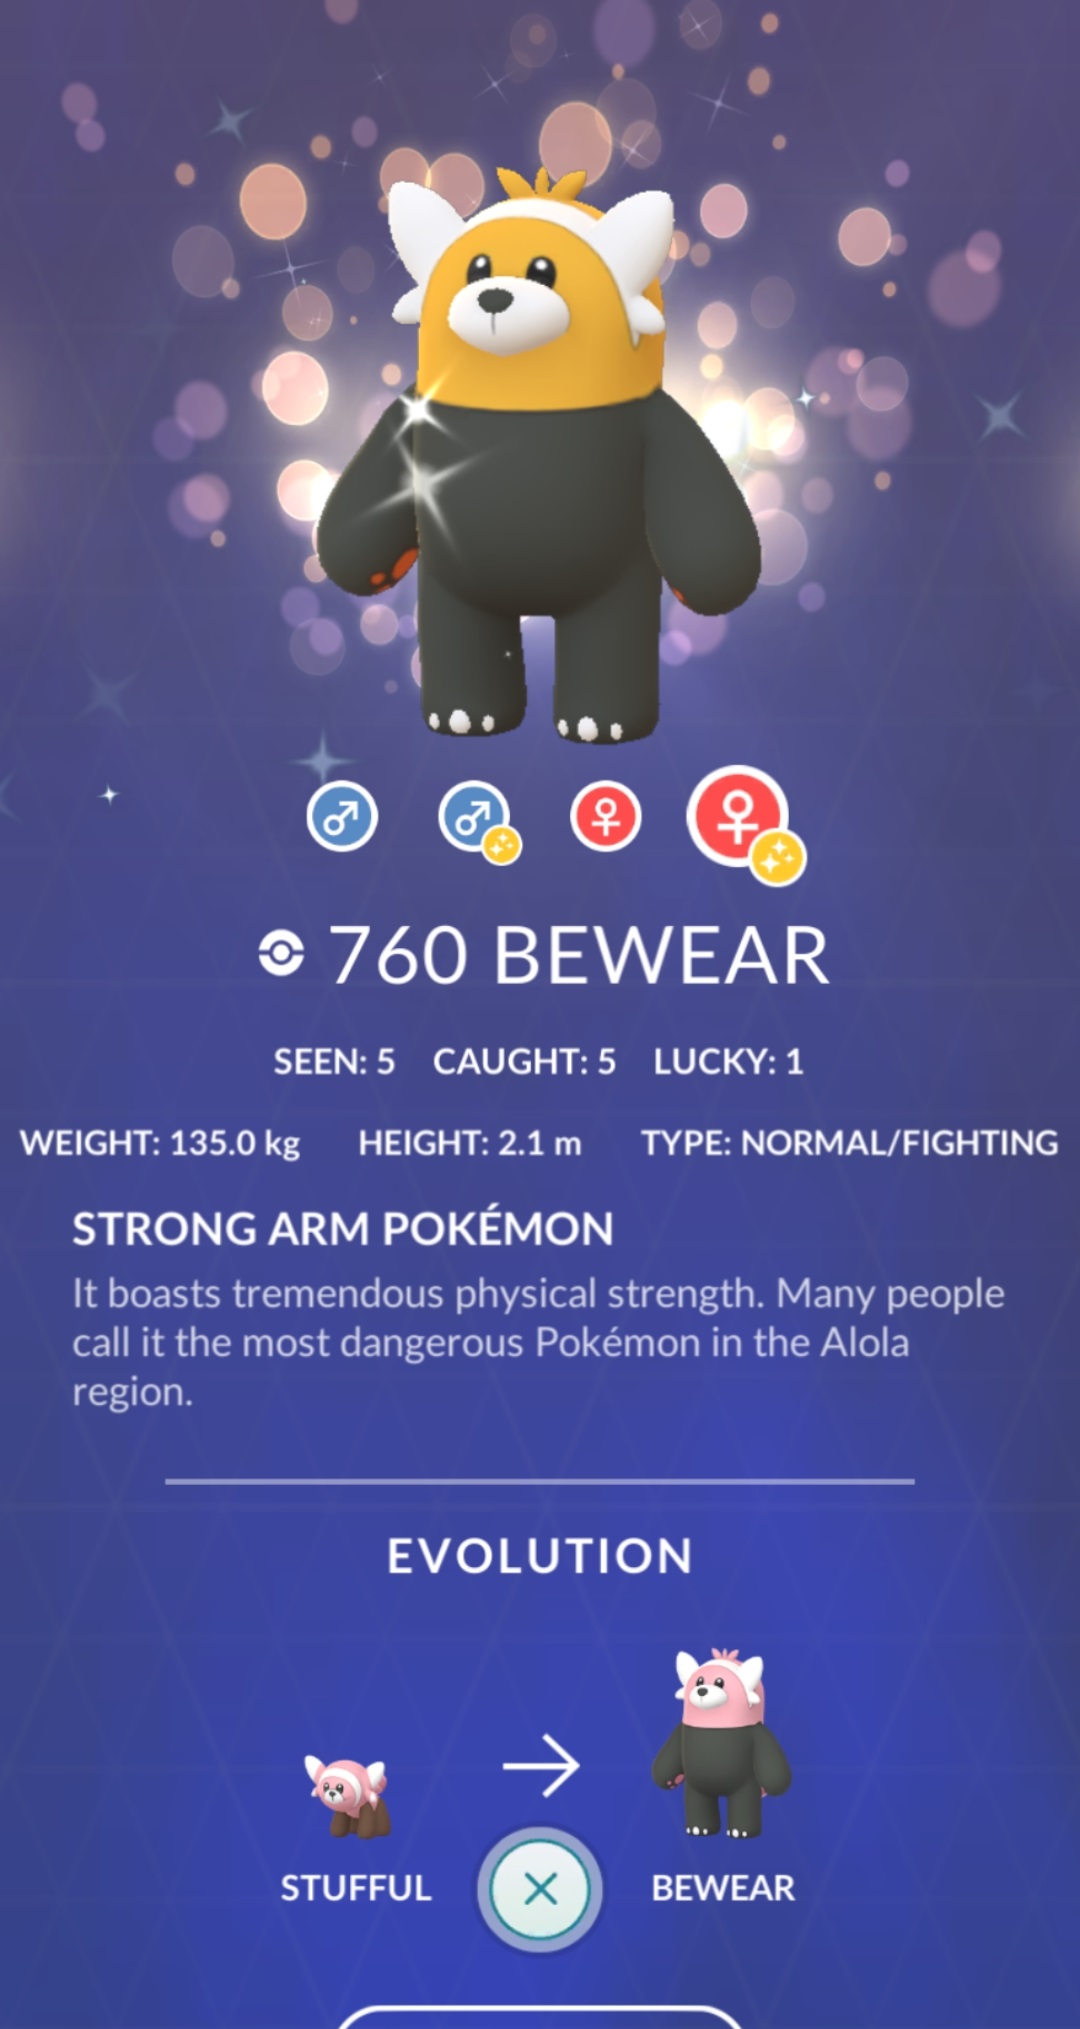 760 BEWEAR
SEEN: 5 CAUGHT: 5 LUCKY: 1
WEIGHT: 135.0 kg HEIGHT: 2.1 m TYPE: NORMAL/FIGHTING
STRONG ARM POKÉMON
It boasts tremendous physical strength. Many people
call it the most dangerous Pokémon in the Alola
region.
EVOLUTION
STUFFUL BEWEAR